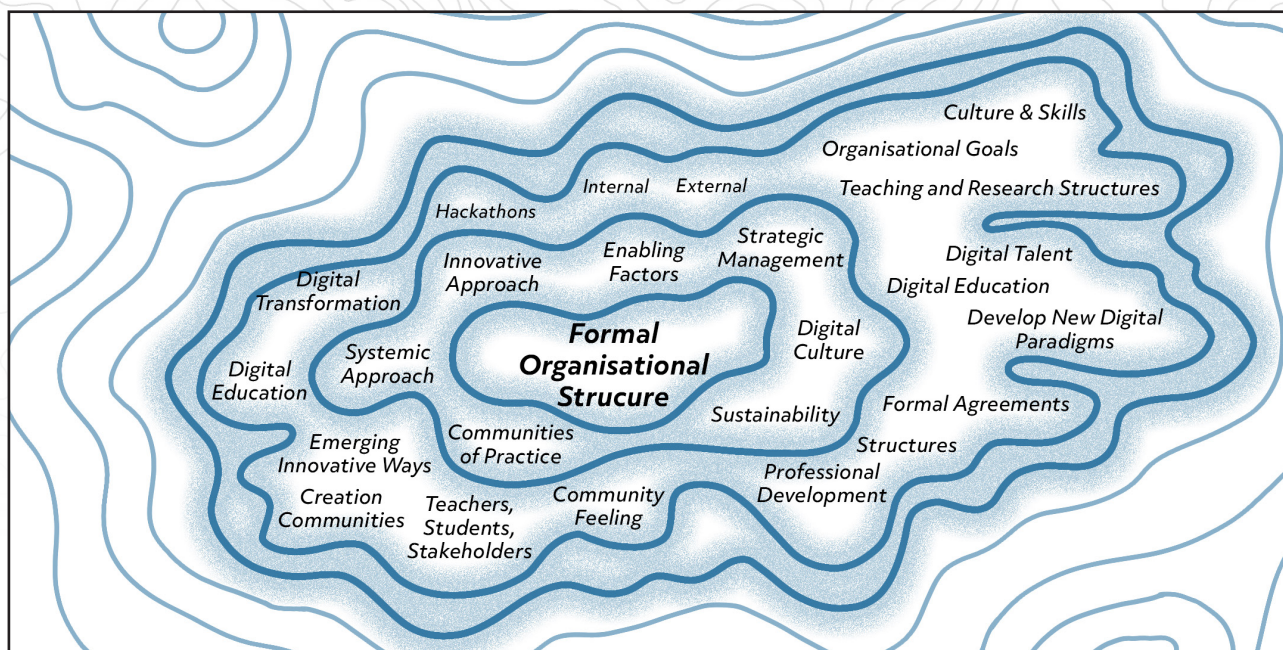 Culture & Skills
Organisational Goals
Teaching and Research Structures
Internal
External
Hackathons
Strategic
Management
Enabling
Factors
Innovative
Approach
Digital Talent
Digital Education
Develop New Digital
Paradigms
Digital
Transformation
Formal
Organisational
Strucure
Digital
Culture
Systemic
Approach
Digital
Education
Formal Agreements
Sustainability
Structures
Communities
of Practice
Emerging
Innovative Ways
Professional
Development
Creation
Communities
Teachers,
Students,
Stakeholders
Community
Feeling